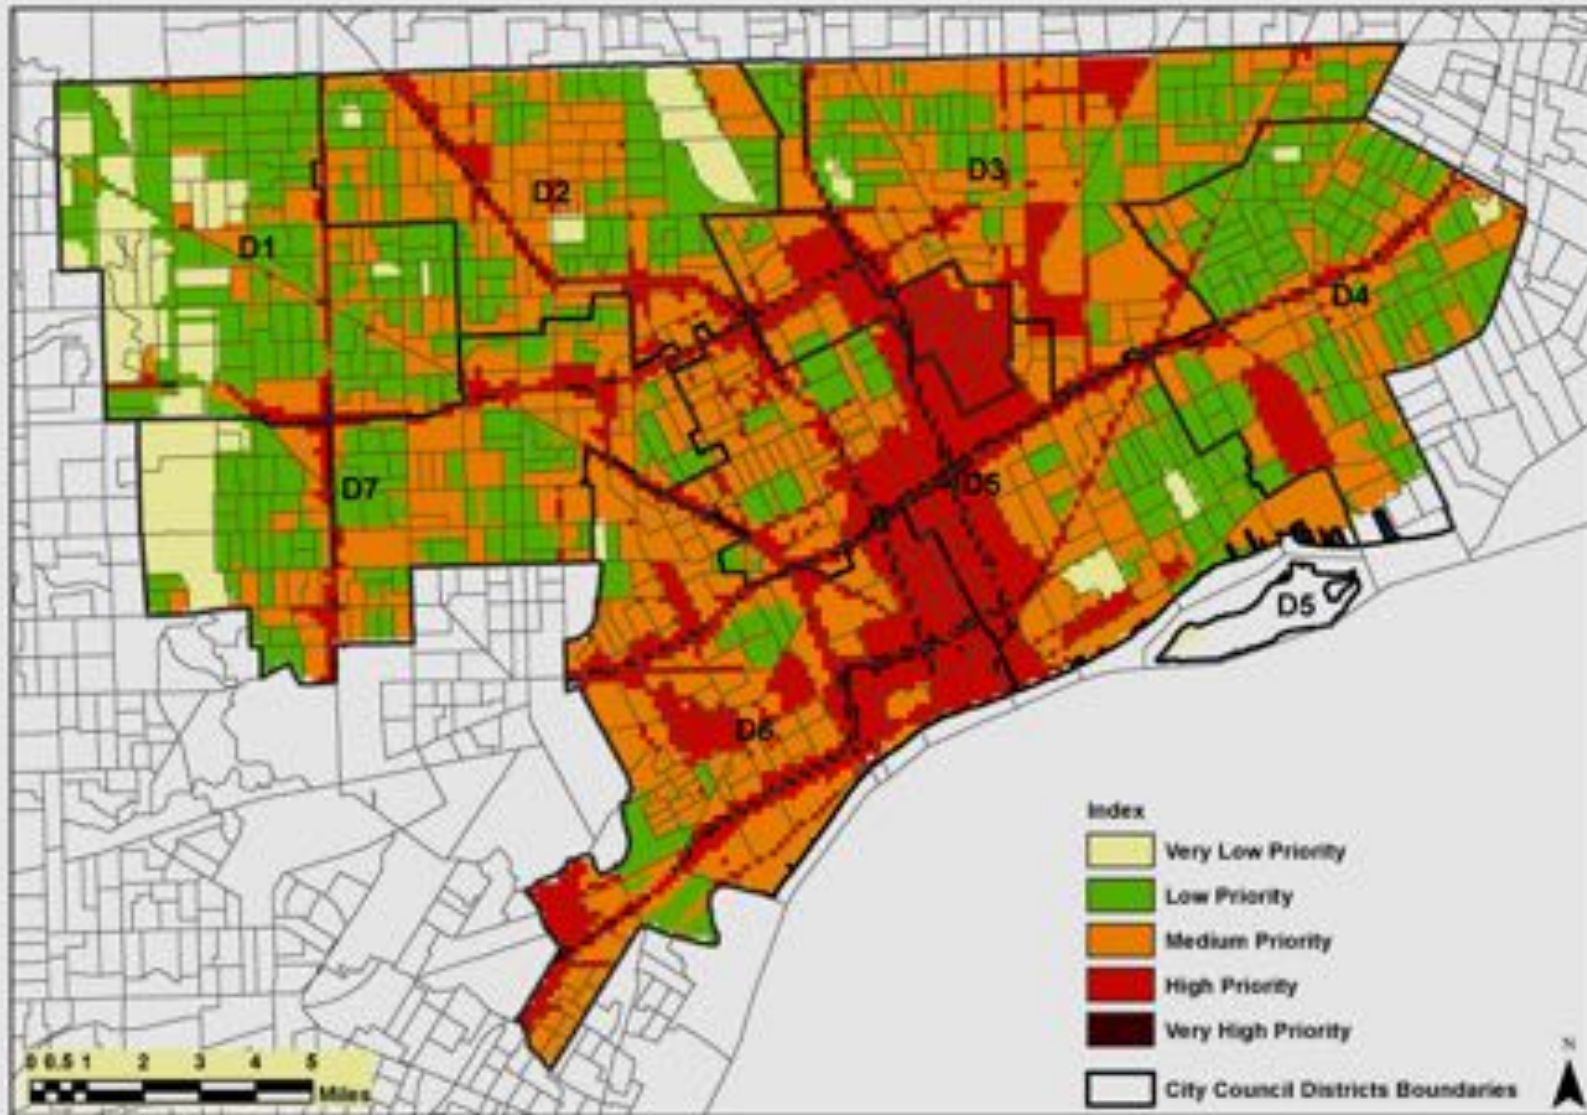 D3
D2
D1
D4
D7
D5
D5
D6
Index
Very Low Priority
Low Priority
Medium Priority
High Priority
Very High Priority
City Council Districts Boundaries
N
0 0.5 1 2 3 4 5
Miles